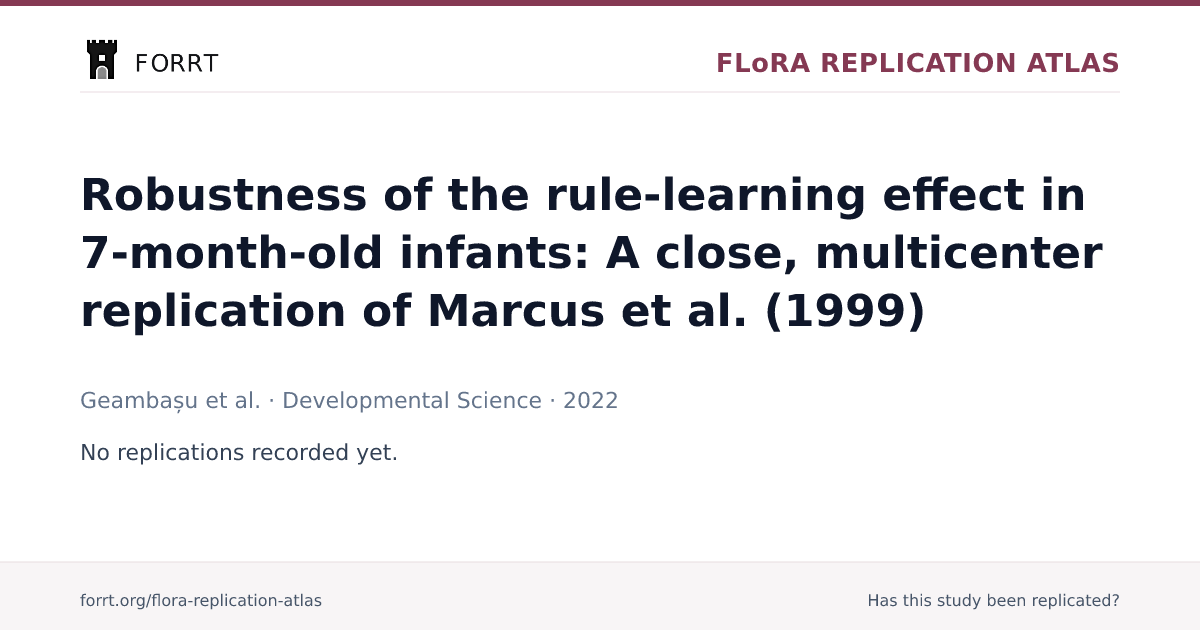 FORRT
FLoRA REPLICATION ATLAS
Robustness of the rule-learning effect in
7-month-old infants: A close, multicenter
replication of Marcus et al. (1999)
Geambașu et al. · Developmental Science · 2022
No replications recorded yet.
forrt.org/flora-replication-atlas
Has this study been replicated?